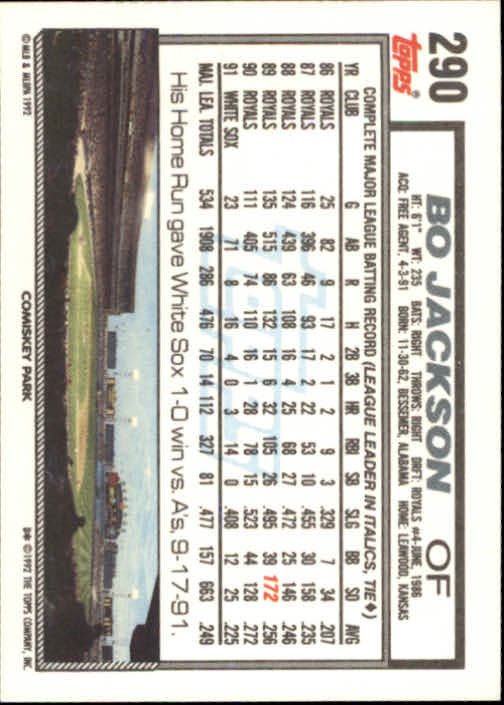 290
Topps®
BO JACKSON OF
HT: 6'1" WT: 235 BATS: RIGHT THROWS: RIGHT DRFT: ROYALS #4-JUNE, 1986
ACQ: FREE AGENT, 4-3-91 BORN: 11-30-62, BESSEMER, ALABAMA HOME: LEAWOOD, KANSAS
COMPLETE MAJOR LEAGUE BATTING RECORD (LEAGUE LEADER IN ITALICS, TIE♦)
YR CLUB G AB R H 2B 3B HR RBI SB SLG BB SO AVG
86 ROYALS 25 82 9 17 2 1 2 9 3 .329 7 34 .207
87 ROYALS 116 396 46 93 17 2 22 53 10 .455 30 158 .235
88 ROYALS 124 439 63 108 16 4 25 68 27 .472 25 146 .246
89 ROYALS 135 515 86 132 15 6 32 105 26 .495 39 172 .256
90 ROYALS 111 405 74 110 16 1 28 78 15 .523 44 128 .272
91 WHITE SOX 23 71 8 16 4 0 3 14 0 .408 12 25 .225
MAJ. LEA. TOTALS 534 1908 286 476 70 14 112 327 81 .477 157 663 .249
His Home Run gave White Sox 1-0 win vs. A's, 9-17-91.
© MLB & MLBPA 1992
COMISKEY PARK
D* © 1992 THE TOPPS COMPANY, INC.